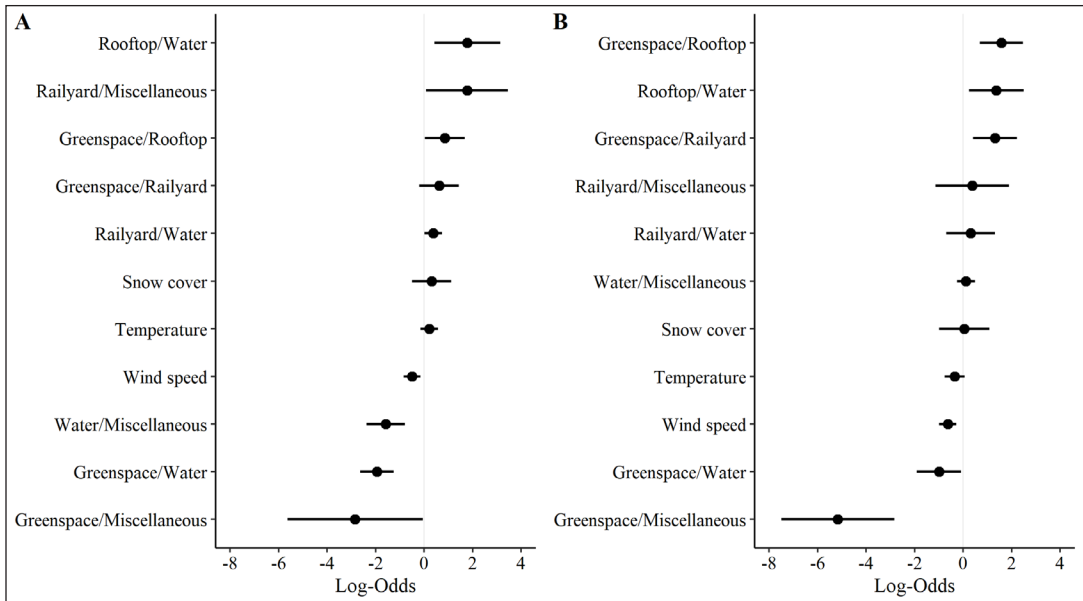 A
Rooftop/Water
Railyard/Miscellaneous
Greenspace/Rooftop
Greenspace/Railyard
Railyard/Water
Snow cover
Temperature
Wind speed
Water/Miscellaneous
Greenspace/Water
Greenspace/Miscellaneous
-8 -6 -4 -2 0 2 4
Log-Odds
B
Greenspace/Rooftop
Rooftop/Water
Greenspace/Railyard
Railyard/Miscellaneous
Railyard/Water
Water/Miscellaneous
Snow cover
Temperature
Wind speed
Greenspace/Water
Greenspace/Miscellaneous
-8 -6 -4 -2 0 2 4
Log-Odds